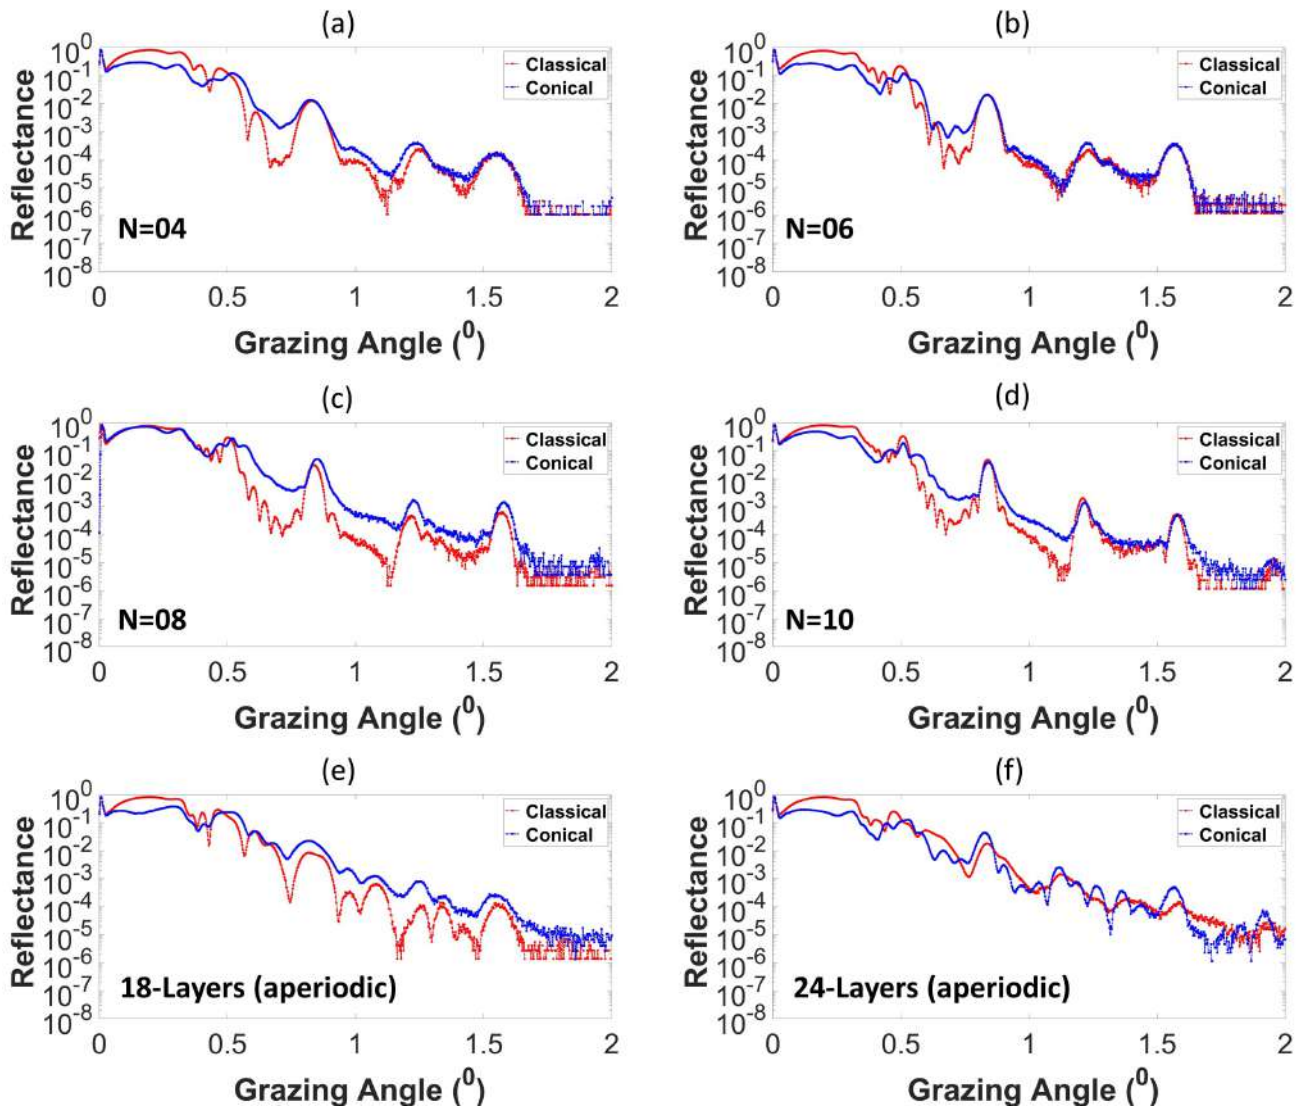 (a)
Reflectance
10^0
10^-1
10^-2
10^-3
10^-4
10^-5
10^-6
10^-7
10^-8
Classical
Conical
N=04
0 0.5 1 1.5 2
Grazing Angle (^0)
(b)
Reflectance
10^0
10^-1
10^-2
10^-3
10^-4
10^-5
10^-6
10^-7
10^-8
Classical
Conical
N=06
0 0.5 1 1.5 2
Grazing Angle (^0)
(c)
Reflectance
10^0
10^-1
10^-2
10^-3
10^-4
10^-5
10^-6
10^-7
10^-8
Classical
Conical
N=08
0 0.5 1 1.5 2
Grazing Angle (^0)
(d)
Reflectance
10^0
10^-1
10^-2
10^-3
10^-4
10^-5
10^-6
10^-7
10^-8
Classical
Conical
N=10
0 0.5 1 1.5 2
Grazing Angle (^0)
(e)
Reflectance
10^0
10^-1
10^-2
10^-3
10^-4
10^-5
10^-6
10^-7
10^-8
Classical
Conical
18-Layers (aperiodic)
0 0.5 1 1.5 2
Grazing Angle (^0)
(f)
Reflectance
10^0
10^-1
10^-2
10^-3
10^-4
10^-5
10^-6
10^-7
10^-8
Classical
Conical
24-Layers (aperiodic)
0 0.5 1 1.5 2
Grazing Angle (^0)